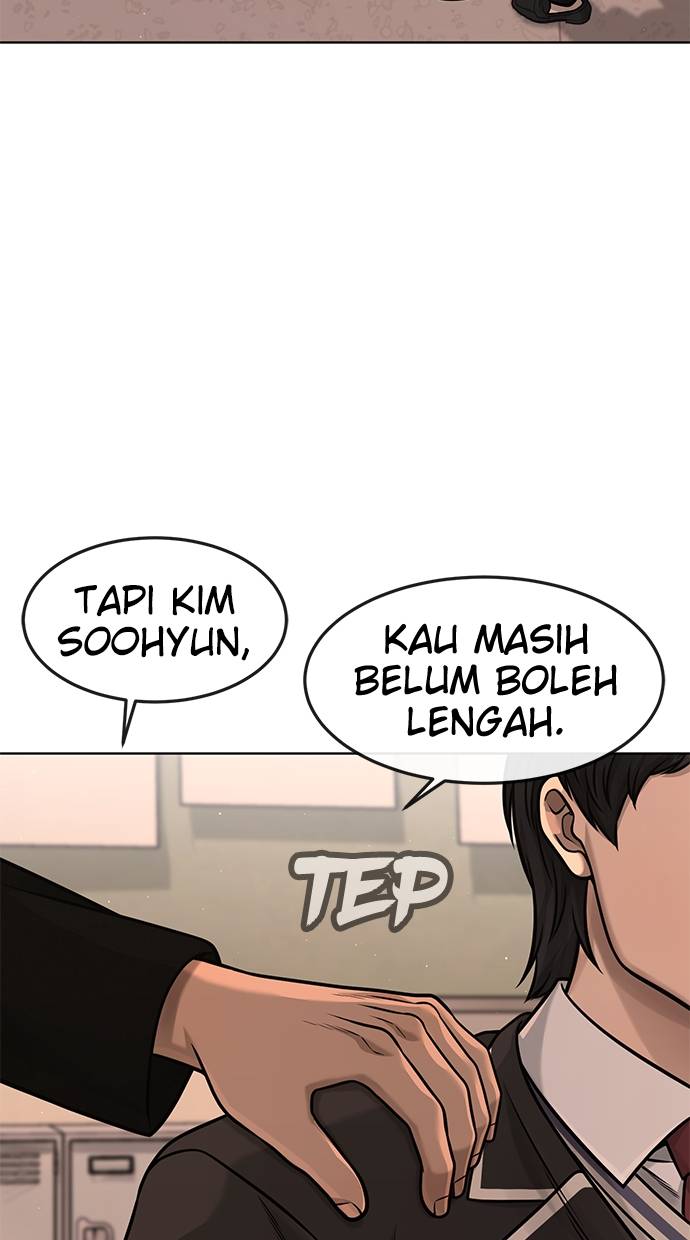 TAPI KIM
SOOHYUN,
KAU MASIH
BELUM BOLEH
LENGAH.
TEP